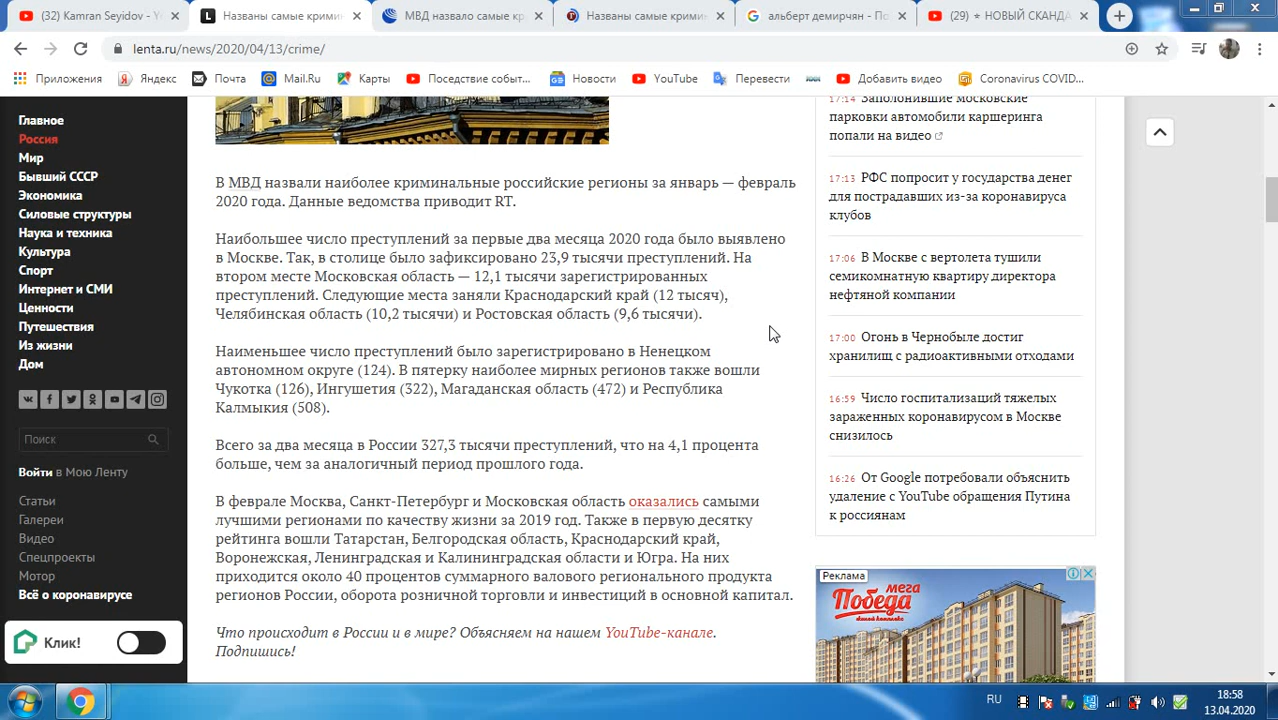 (32) Kamran Seyidov - Y
Названы самые крими
МВД назвало самые кр
Названы самые крими
альберт демирчян - По
(29) ⭐ НОВЫЙ СКАНДА
lenta.ru/news/2020/04/13/crime/
Приложения
Яндекс
Почта
Mail.Ru
Карты
Поседствие событ...
Новости
YouTube
Перевести
Добавить видео
Coronavirus COVID...
Главное
Россия
Мир
Бывший СССР
Экономика
Силовые структуры
Наука и техника
Культура
Спорт
Интернет и СМИ
Ценности
Путешествия
Из жизни
Дом
Поиск
Войти в Мою Ленту
Статьи
Галереи
Видео
Спецпроекты
Мотор
Всё о коронавирусе
Клик!
В МВД назвали наиболее криминальные российские регионы за январь — февраль
2020 года. Данные ведомства приводит RT.
Наибольшее число преступлений за первые два месяца 2020 года было выявлено
в Москве. Так, в столице было зафиксировано 23,9 тысячи преступлений. На
втором месте Московская область — 12,1 тысячи зарегистрированных
преступлений. Следующие места заняли Краснодарский край (12 тысяч),
Челябинская область (10,2 тысячи) и Ростовская область (9,6 тысячи).
Наименьшее число преступлений было зарегистрировано в Ненецком
автономном округе (124). В пятерку наиболее мирных регионов также вошли
Чукотка (126), Ингушетия (322), Магаданская область (472) и Республика
Калмыкия (508).
Всего за два месяца в России 327,3 тысячи преступлений, что на 4,1 процента
больше, чем за аналогичный период прошлого года.
В феврале Москва, Санкт-Петербург и Московская область оказались самыми
лучшими регионами по качеству жизни за 2019 год. Также в первую десятку
рейтинга вошли Татарстан, Белгородская область, Краснодарский край,
Воронежская, Ленинградская и Калининградская области и Югра. На них
приходится около 40 процентов суммарного валового регионального продукта
регионов России, оборота розничной торговли и инвестиций в основной капитал.
Что происходит в России и в мире? Объясняем на нашем YouTube-канале.
Подпишись!
17:14 Заполонившие московские
парковки автомобили каршеринга
попали на видео
17:13 РФС попросит у государства денег
для пострадавших из-за коронавируса
клубов
17:06 В Москве с вертолета тушили
семикомнатную квартиру директора
нефтяной компании
17:00 Огонь в Чернобыле достиг
хранилищ с радиоактивными отходами
16:59 Число госпитализаций тяжелых
зараженных коронавирусом в Москве
снизилось
16:26 От Google потребовали объяснить
удаление с YouTube обращения Путина
к россиянам
Реклама
мега
Победа
RU
18:58
13.04.2020